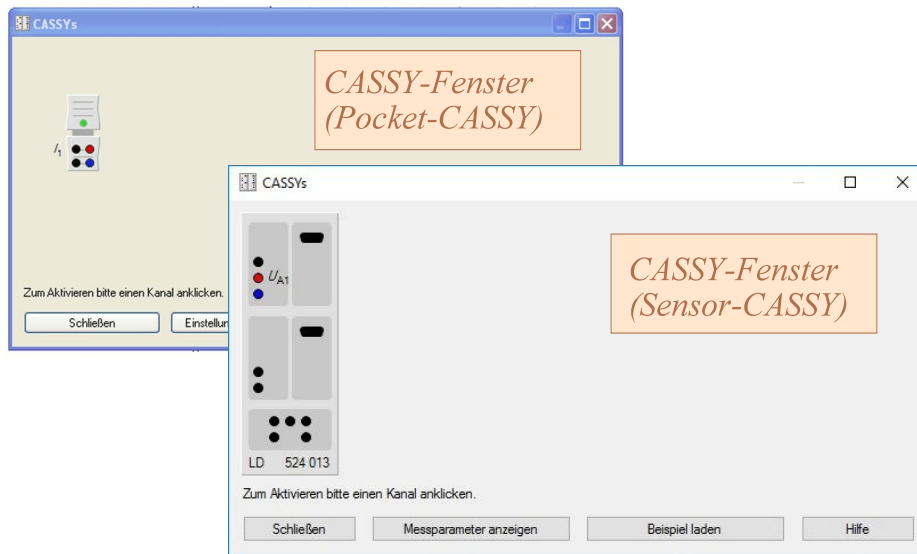 CASSYs
CASSY-Fenster
(Pocket-CASSY)
I1
Zum Aktivieren bitte einen Kanal anklicken.
Schließen
CASSYs
CASSY-Fenster
(Sensor-CASSY)
UA1
LD 524 013
Zum Aktivieren bitte einen Kanal anklicken.
Schließen Messparameter anzeigen Beispiel laden Hilfe